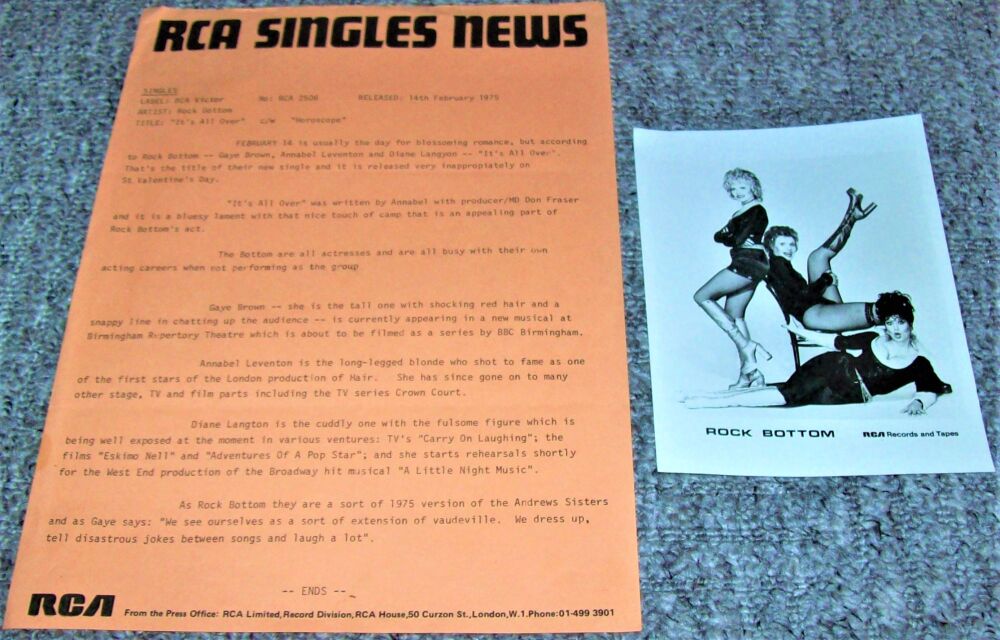 RCA SINGLES NEWS
SINGLES
LABEL: RCA Victor No: RCA 2506 RELEASED: 14th February 1975
ARTIST: Rock Bottom
TITLE: "It's All Over" c/w "Horoscope"
FEBRUARY 14 is usually the day for blossoming romance, but according
to Rock Bottom -- Gaye Brown, Annabel Leventon and Diane Langyon -- "It's All Over".
That's the title of their new single and it is released very inappropiately on
St.Valentine's Day.
"It's All Over" was written by Annabel with producer/MD Don Fraser
and it is a bluesy lament with that nice touch of camp that is an appealing part of
Rock Bottom's act.
The Bottom are all actresses and are all busy with their own
acting careers when not performing as the group
Gaye Brown -- she is the tall one with shocking red hair and a
snappy line in chatting up the audience -- is currently appearing in a new musical at
Birmingham Repertory Theatre which is about to be filmed as a series by BBC Birmingham.
Annabel Leventon is the long-legged blonde who shot to fame as one
of the first stars of the London production of Hair. She has since gone on to many
other stage, TV and film parts including the TV series Crown Court.
Diane Langton is the cuddly one with the fulsome figure which is
being well exposed at the moment in various ventures: TV's "Carry On Laughing"; the
films "Eskimo Nell" and "Adventures Of A Pop Star"; and she starts rehearsals shortly
for the West End production of the Broadway hit musical "A Little Night Music".
As Rock Bottom they are a sort of 1975 version of the Andrews Sisters
and as Gaye says: "We see ourselves as a sort of extension of vaudeville. We dress up,
tell disastrous jokes between songs and laugh a lot".
-- ENDS --
RCA From the Press Office: RCA Limited,Record Division,RCA House,50 Curzon St.,London,W.1.Phone:01-499 3901
ROCK BOTTOM RCA Records and Tapes